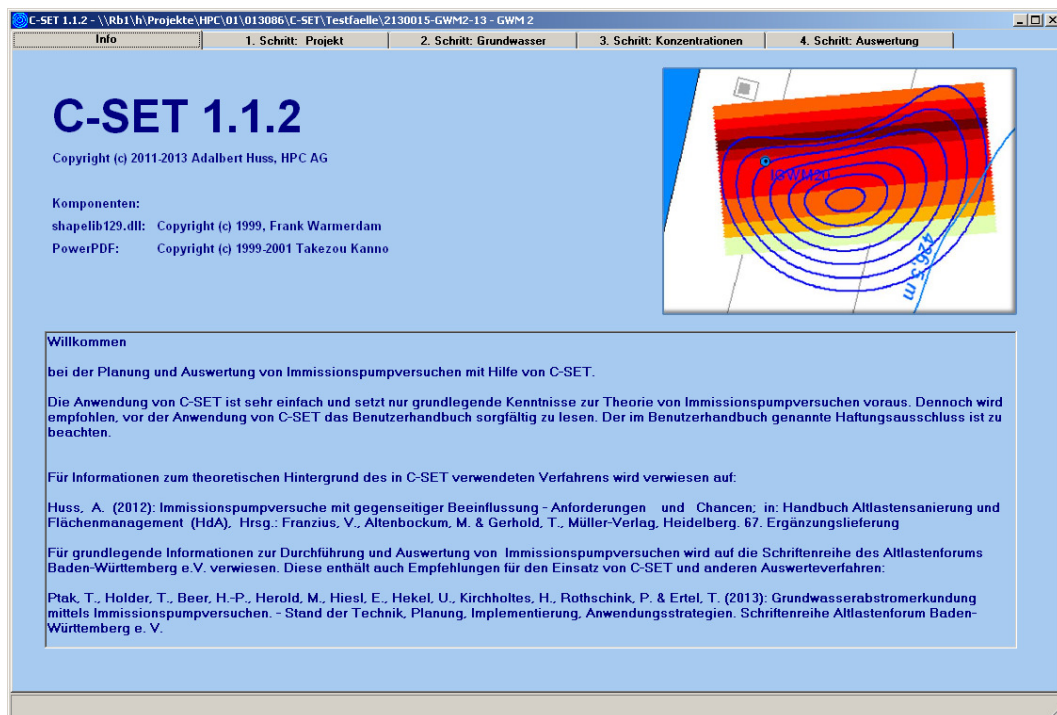 C-SET 1.1.2 - \\Rb1\h\Projekte\HPC\01\013086\C-SET\Testfaelle\2130015-GWM2-13 - GWM 2
Info
1. Schritt: Projekt
2. Schritt: Grundwasser
3. Schritt: Konzentrationen
4. Schritt: Auswertung
C-SET 1.1.2
Copyright (c) 2011-2013 Adalbert Huss, HPC AG
Komponenten:
shapelib129.dll: Copyright (c) 1999, Frank Warmerdam
PowerPDF: Copyright (c) 1999-2001 Takezou Kanno
IGWM20
426,5 m
Willkommen
bei der Planung und Auswertung von Immissionspumpversuchen mit Hilfe von C-SET.
Die Anwendung von C-SET ist sehr einfach und setzt nur grundlegende Kenntnisse zur Theorie von Immissionspumpversuchen voraus. Dennoch wird
empfohlen, vor der Anwendung von C-SET das Benutzerhandbuch sorgfältig zu lesen. Der im Benutzerhandbuch genannte Haftungsausschluss ist zu
beachten.
Für Informationen zum theoretischen Hintergrund des in C-SET verwendeten Verfahrens wird verwiesen auf:
Huss, A. (2012): Immissionspumpversuche mit gegenseitiger Beeinflussung - Anforderungen und Chancen; in: Handbuch Altlastensanierung und
Flächenmanagement (HdA), Hrsg.: Franzius, V., Altenbockum, M. & Gerhold, T., Müller-Verlag, Heidelberg. 67. Ergänzungslieferung
Für grundlegende Informationen zur Durchführung und Auswertung von Immissionspumpversuchen wird auf die Schriftenreihe des Altlastenforums
Baden-Württemberg e.V. verwiesen. Diese enthält auch Empfehlungen für den Einsatz von C-SET und anderen Auswerteverfahren:
Ptak, T., Holder, T., Beer, H.-P., Herold, M., Hiesl, E., Hekel, U., Kirchholtes, H., Rothschink, P. & Ertel, T. (2013): Grundwasserabstromerkundung
mittels Immissionspumpversuchen. - Stand der Technik, Planung, Implementierung, Anwendungsstrategien. Schriftenreihe Altlastenforum Baden-
Württemberg e. V.